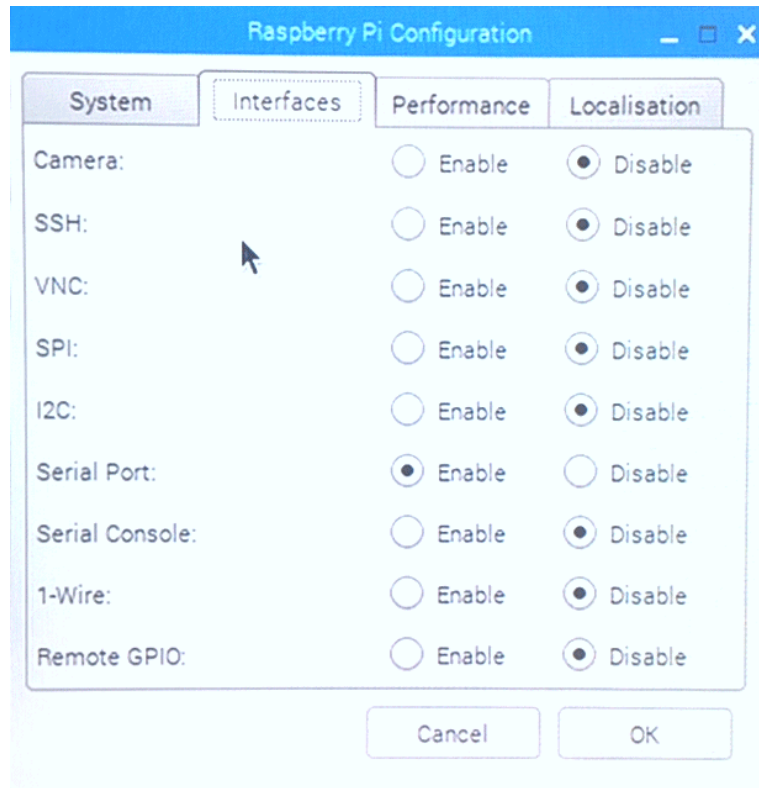 Raspberry Pi Configuration
System Interfaces Performance Localisation
Camera: Enable Disable
SSH: Enable Disable
VNC: Enable Disable
SPI: Enable Disable
I2C: Enable Disable
Serial Port: Enable Disable
Serial Console: Enable Disable
1-Wire: Enable Disable
Remote GPIO: Enable Disable
Cancel OK